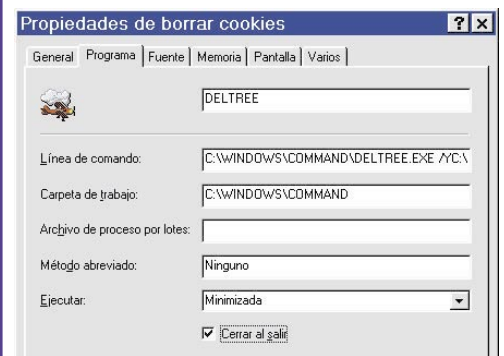 Propiedades de borrar cookies
General Programa Fuente Memoria Pantalla Varios
DELTREE
Línea de comando: C:\WINDOWS\COMMAND\DELTREE.EXE /YC:\
Carpeta de trabajo: C:\WINDOWS\COMMAND
Archivo de proceso por lotes:
Método abreviado: Ninguno
Ejecutar: Minimizada
Cerrar al salir